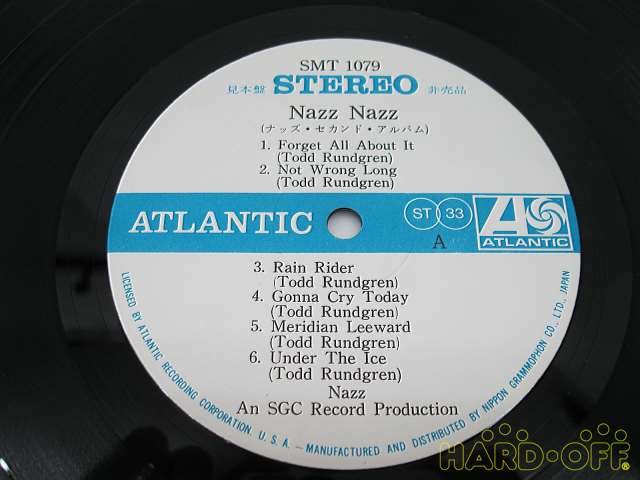 SMT 1079
見本盤 STEREO 非売品
Nazz Nazz
(ナッズ・セカンド・アルバム)
1. Forget All About It
(Todd Rundgren)
2. Not Wrong Long
(Todd Rundgren)
ATLANTIC ST 33 ATLANTIC
A
3. Rain Rider
(Todd Rundgren)
4. Gonna Cry Today
(Todd Rundgren)
5. Meridian Leeward
(Todd Rundgren)
6. Under The Ice
(Todd Rundgren)
Nazz
An SGC Record Production
LICENSED BY ATLANTIC RECORDING CORPORATION, U. S. A. — MANUFACTURED AND DISTRIBUTED BY NIPPON GRAMMOPHON CO., LTD., JAPAN
HARD-OFF